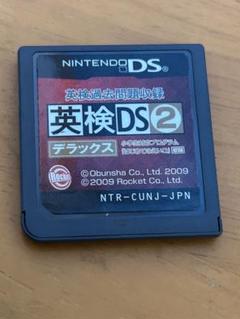 NINTENDO DS
英検過去問題収録
英検DS2
デラックス
Rocket
©Obunsha Co., Ltd. 2009
©2009 Rocket Co., Ltd.
NTR-CUNJ-JPN